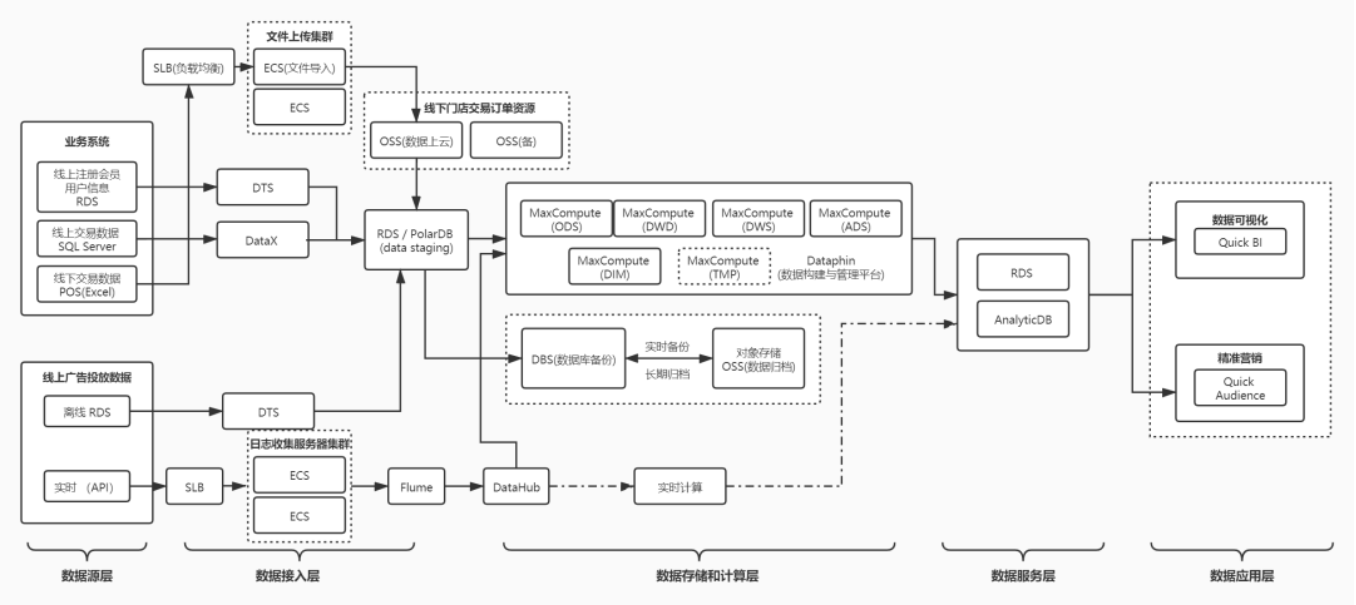 文件上传集群
SLB(负载均衡)
ECS(文件导入)
ECS
线下门店交易订单资源
OSS(数据上云)
OSS(备)
业务系统
线上注册会员
用户信息
RDS
线上交易数据
SQL Server
线下交易数据
POS(Excel)
DTS
DataX
RDS / PolarDB
(data staging)
MaxCompute
(ODS)
MaxCompute
(DWD)
MaxCompute
(DWS)
MaxCompute
(ADS)
MaxCompute
(DIM)
MaxCompute
(TMP)
Dataphin
(数据构建与管理平台)
RDS
AnalyticDB
数据可视化
Quick BI
精准营销
Quick
Audience
DBS(数据库备份)
实时备份
长期归档
对象存储
OSS(数据归档)
线上广告投放数据
离线 RDS
实时 （API）
DTS
日志收集服务器集群
SLB
ECS
ECS
Flume
DataHub
实时计算
数据源层
数据接入层
数据存储和计算层
数据服务层
数据应用层